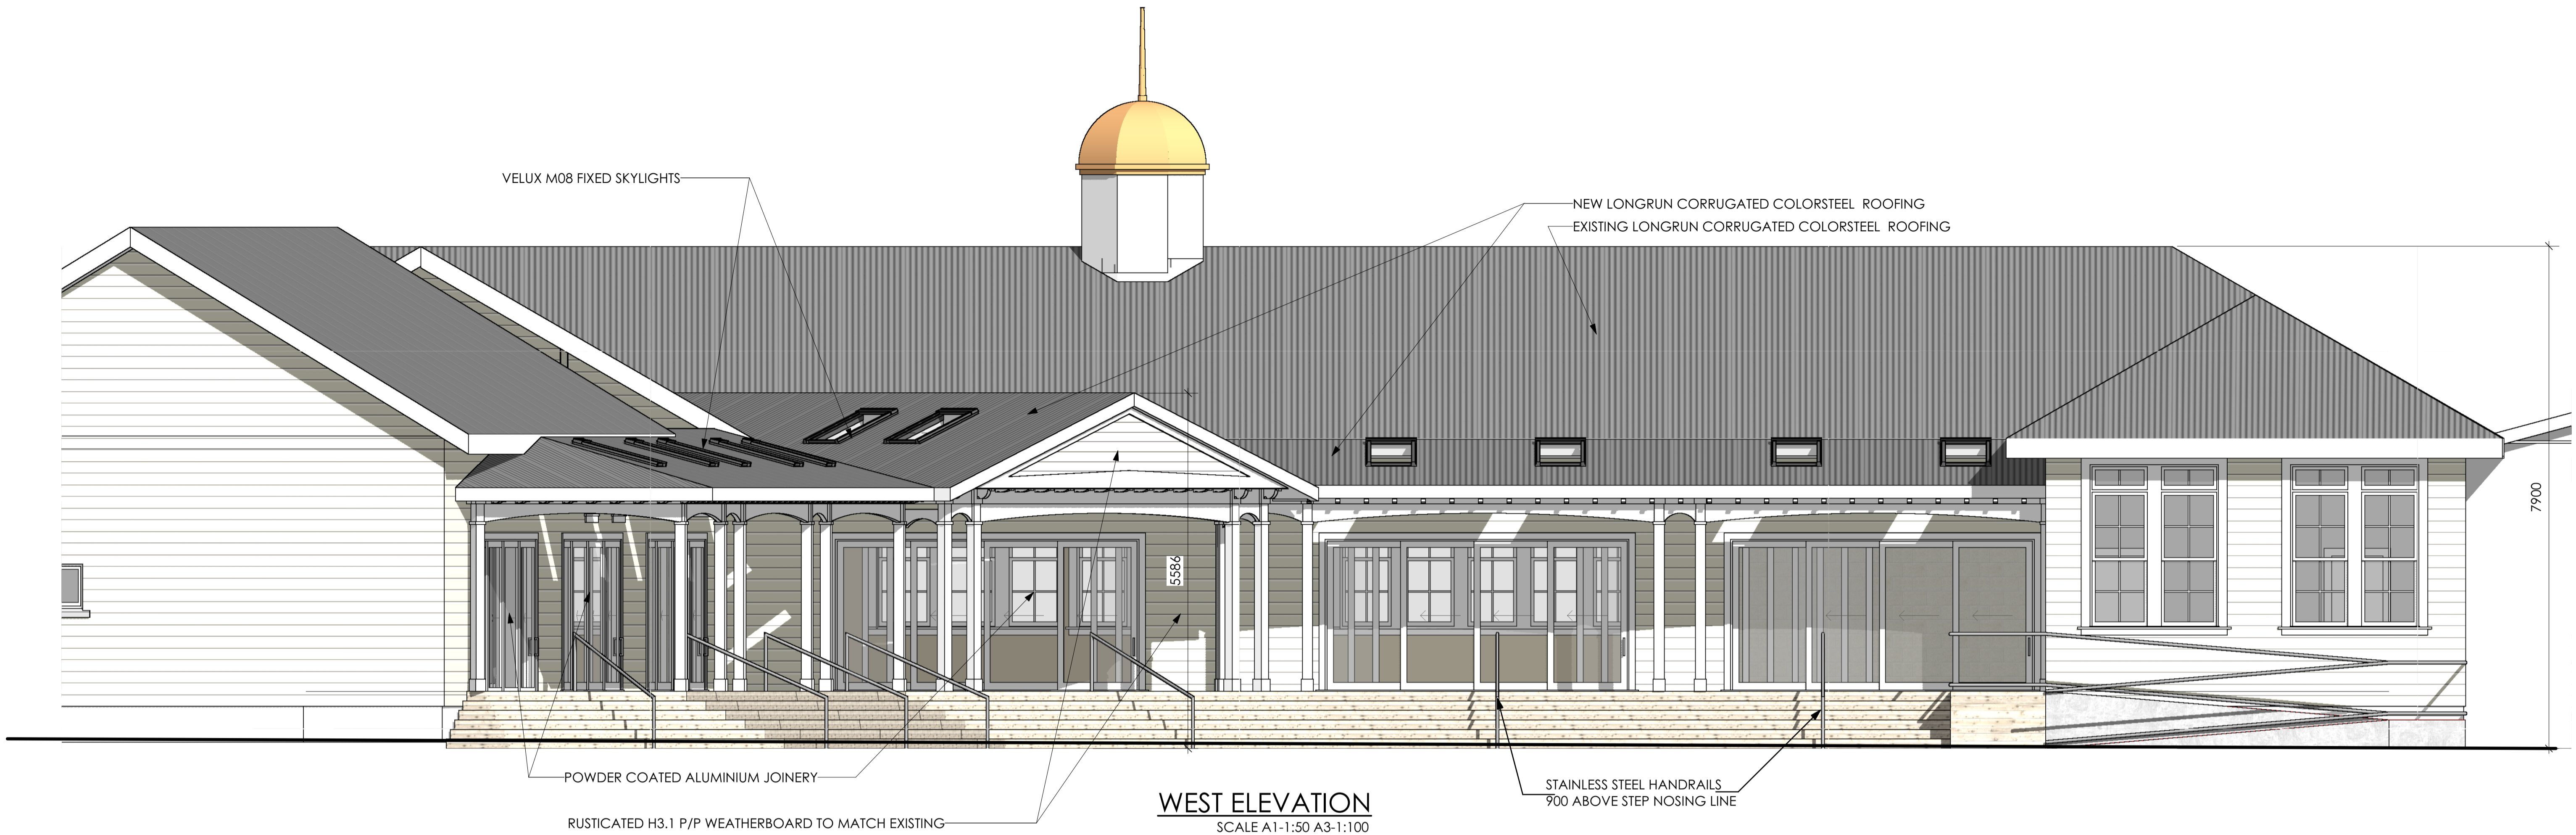 VELUX M08 FIXED SKYLIGHTS
NEW LONGRUN CORRUGATED COLORSTEEL ROOFING
EXISTING LONGRUN CORRUGATED COLORSTEEL ROOFING
7900
5586
POWDER COATED ALUMINIUM JOINERY
STAINLESS STEEL HANDRAILS
900 ABOVE STEP NOSING LINE
WEST ELEVATION
SCALE A1-1:50 A3-1:100
RUSTICATED H3.1 P/P WEATHERBOARD TO MATCH EXISTING